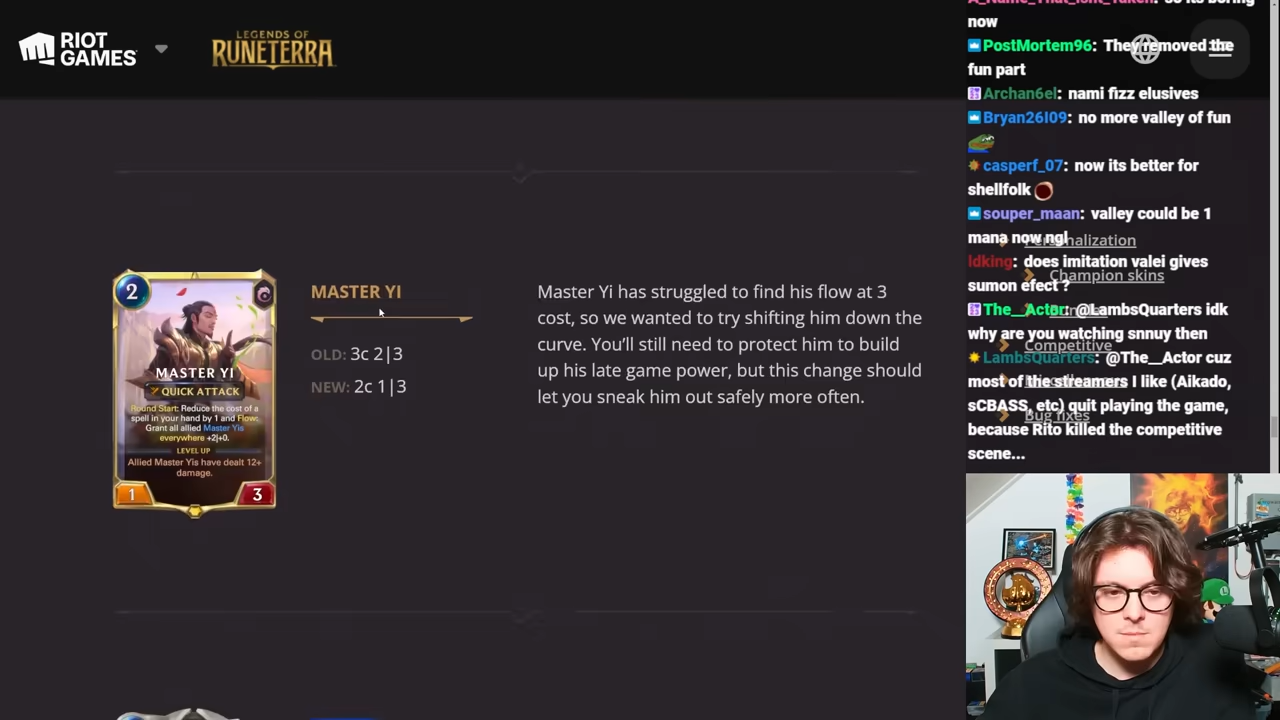 RIOT GAMES
LEGENDS OF RUNETERRA
2
MASTER YI
QUICK ATTACK
Round Start: Reduce the cost of a
spell in your hand by 1 and Flow:
Grant all allied Master Yis
everywhere +2|+0.
LEVEL UP
Allied Master Yis have dealt 12+
damage.
1
3
MASTER YI
OLD: 3c 2|3
NEW: 2c 1|3
Master Yi has struggled to find his flow at 3
cost, so we wanted to try shifting him down the
curve. You’ll still need to protect him to build
up his late game power, but this change should
let you sneak him out safely more often.
now
PostMortem96: They removed the
fun part
Archan6el: nami fizz elusives
Bryan26I09: no more valley of fun
casperf_07: now its better for
shellfolk
souper_maan: valley could be 1
mana now ngl
Personalization
ldking: does imitation valei gives
Champion skins
sumon efect ?
The__Actor: @LambsQuarters idk
why are you watching snnuy then
Competitive
LambsQuarters: @The__Actor cuz
most of the streamers I like (Aikado,
sCBASS, etc) quit playing the game,
Bug fixes
because Rito killed the competitive
scene...